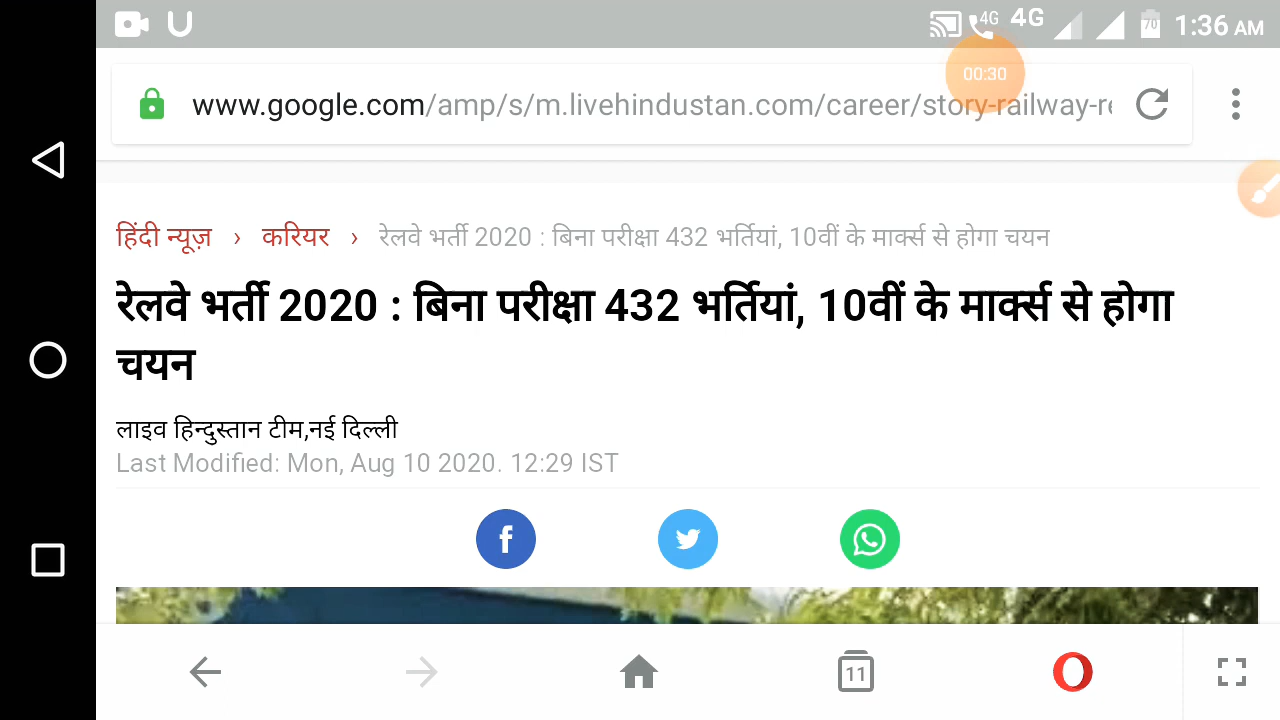 4G 4G 70 1:36 AM
00:30
www.google.com/amp/s/m.livehindustan.com/career/story-railway-re
हिंदी न्यूज़ › करियर › रेलवे भर्ती 2020 : बिना परीक्षा 432 भर्तियां, 10वीं के मार्क्स से होगा चयन
रेलवे भर्ती 2020 : बिना परीक्षा 432 भर्तियां, 10वीं के मार्क्स से होगा
चयन
लाइव हिन्दुस्तान टीम,नई दिल्ली
Last Modified: Mon, Aug 10 2020. 12:29 IST
11